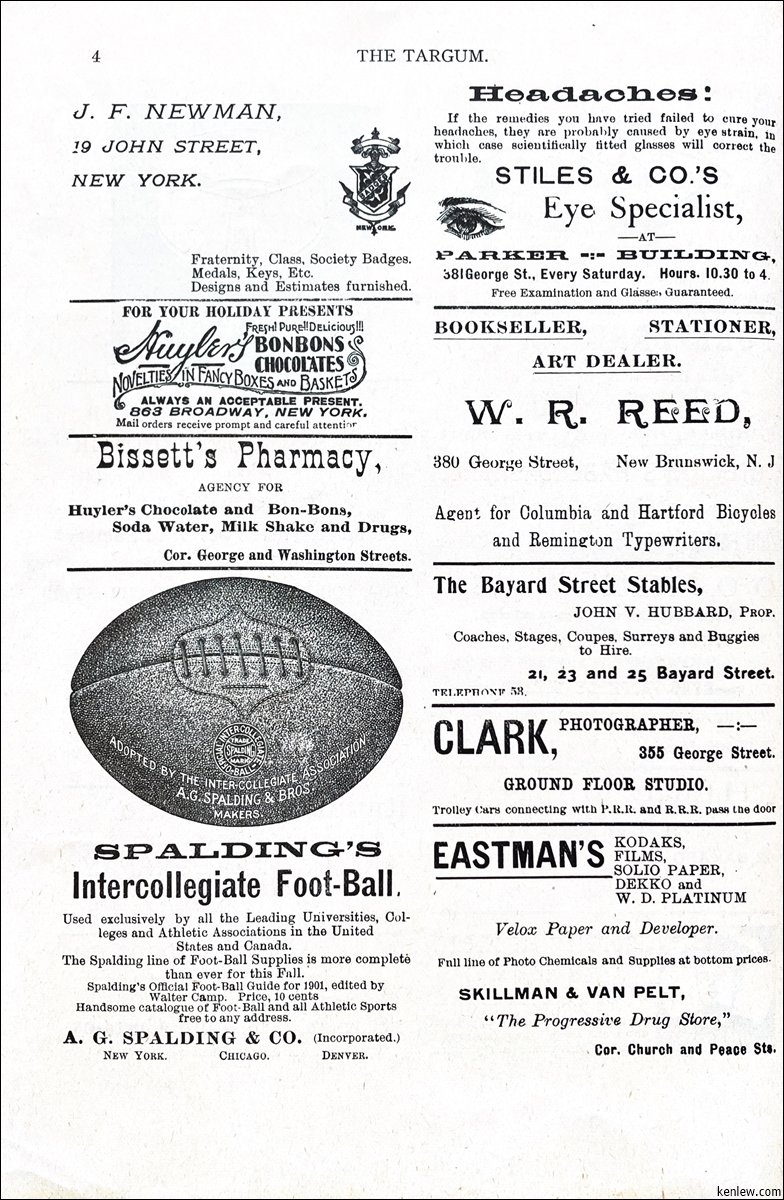 4
THE TARGUM.
J. F. NEWMAN,
19 JOHN STREET,
NEW YORK.
NEW YORK.
Fraternity, Class, Society Badges.
Medals, Keys, Etc.
Designs and Estimates furnished.
FOR YOUR HOLIDAY PRESENTS
FRESH! PURE!! DELICIOUS!!!
Huyler's BONBONS
CHOCOLATES
NOVELTIES IN FANCY BOXES AND BASKETS
ALWAYS AN ACCEPTABLE PRESENT.
863 BROADWAY, NEW YORK.
Mail orders receive prompt and careful attention
Bissett's Pharmacy,
AGENCY FOR
Huyler's Chocolate and Bon-Bons,
Soda Water, Milk Shake and Drugs,
Cor. George and Washington Streets.
INTERCOLLEGIATE
TRADE
SPALDING
MARK
FOOT-BALL
ADOPTED BY THE INTER-COLLEGIATE ASSOCIATION
A.G. SPALDING & BROS.
MAKERS.
SPALDING'S
Intercollegiate Foot-Ball.
Used exclusively by all the Leading Universities, Col-
leges and Athletic Associations in the United
States and Canada.
The Spalding line of Foot-Ball Supplies is more complete
than ever for this Fall.
Spalding's Official Foot-Ball Guide for 1901, edited by
Walter Camp. Price, 10 cents
Handsome catalogue of Foot-Ball and all Athletic Sports
free to any address.
A. G. SPALDING & CO. (Incorporated.)
NEW YORK. CHICAGO. DENVER.
Headaches!
If the remedies you have tried failed to cure your
headaches, they are probably caused by eye strain, in
which case scientifically fitted glasses will correct the
trouble.
STILES & CO.'S
Eye Specialist,
—AT—
PARKER -:- BUILDING,
381 George St., Every Saturday. Hours. 10.30 to 4.
Free Examination and Glasses Guaranteed.
BOOKSELLER, STATIONER,
ART DEALER.
W. R. REED,
380 George Street, New Brunswick, N. J
Agent for Columbia and Hartford Bicycles
and Remington Typewriters.
The Bayard Street Stables,
JOHN V. HUBBARD, PROP.
Coaches, Stages, Coupes, Surreys and Buggies
to Hire.
21, 23 and 25 Bayard Street.
TELEPHONE 58.
CLARK, PHOTOGRAPHER, —:—
355 George Street.
GROUND FLOOR STUDIO.
Trolley Cars connecting with P.R.R. and R.R.R. pass the door
EASTMAN'S KODAKS,
FILMS,
SOLIO PAPER,
DEKKO and
W. D. PLATINUM
Velox Paper and Developer.
Full line of Photo Chemicals and Supplies at bottom prices.
SKILLMAN & VAN PELT,
"The Progressive Drug Store,"
Cor. Church and Peace Sts.
kenlew.com